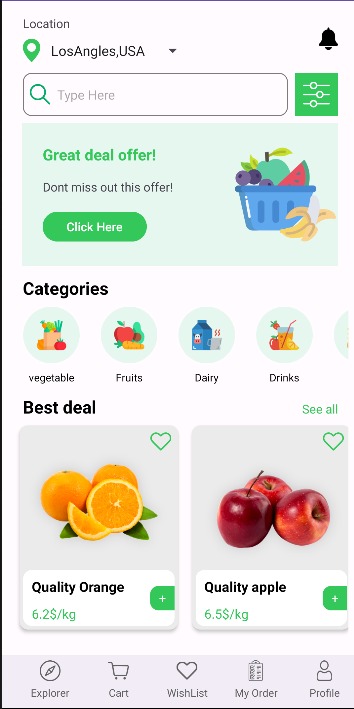 Location
LosAngles,USA
Type Here
Great deal offer!
Dont miss out this offer!
Click Here
Categories
vegetable
Fruits
Dairy
Drinks
Best deal
See all
Quality Orange
+
6.2$/kg
Quality apple
+
6.5$/kg
Explorer
Cart
WishList
My Order
Profile